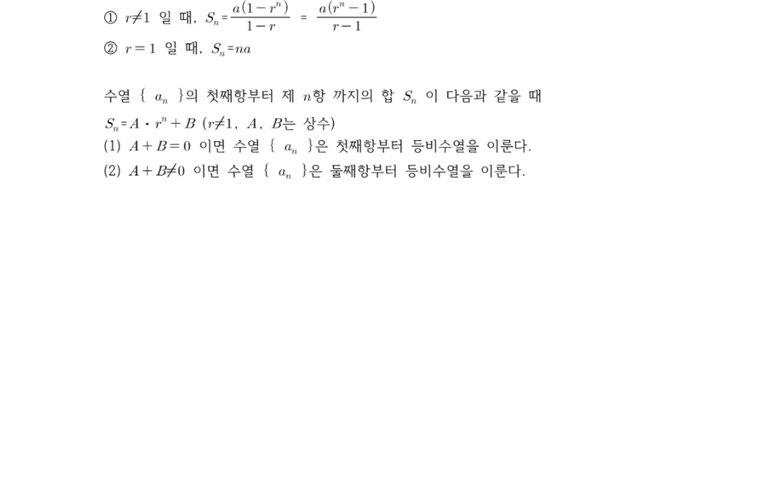 ① r≠1 일 때, Sₙ=a(1−rⁿ)/(1−r) = a(rⁿ−1)/(r−1)
② r=1 일 때, Sₙ=na
수열 { aₙ }의 첫째항부터 제 n항 까지의 합 Sₙ 이 다음과 같을 때
Sₙ=A・rⁿ+B (r≠1, A, B는 상수)
(1) A+B=0 이면 수열 { aₙ }은 첫째항부터 등비수열을 이룬다.
(2) A+B≠0 이면 수열 { aₙ }은 둘째항부터 등비수열을 이룬다.